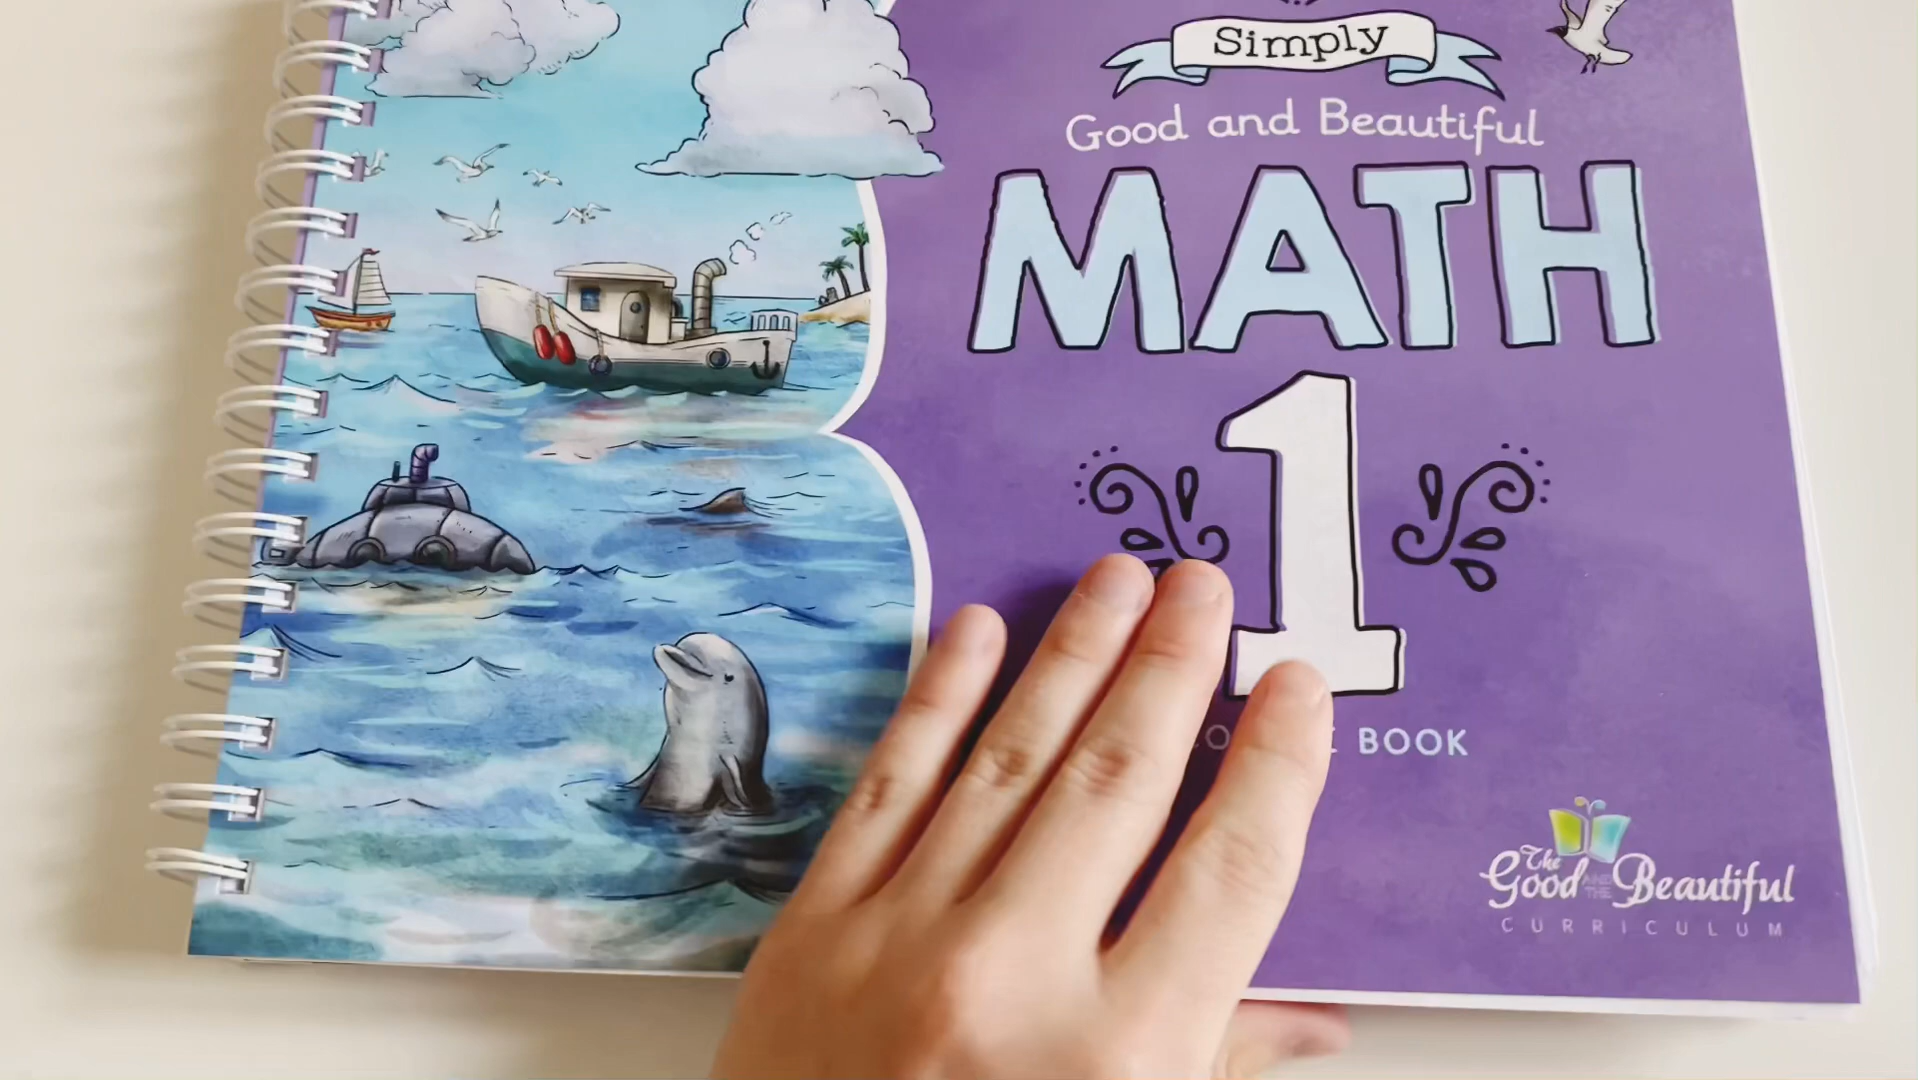 Simply
Good and Beautiful
MATH
1
BOOK
The
Good AND THE Beautiful
CURRICULUM